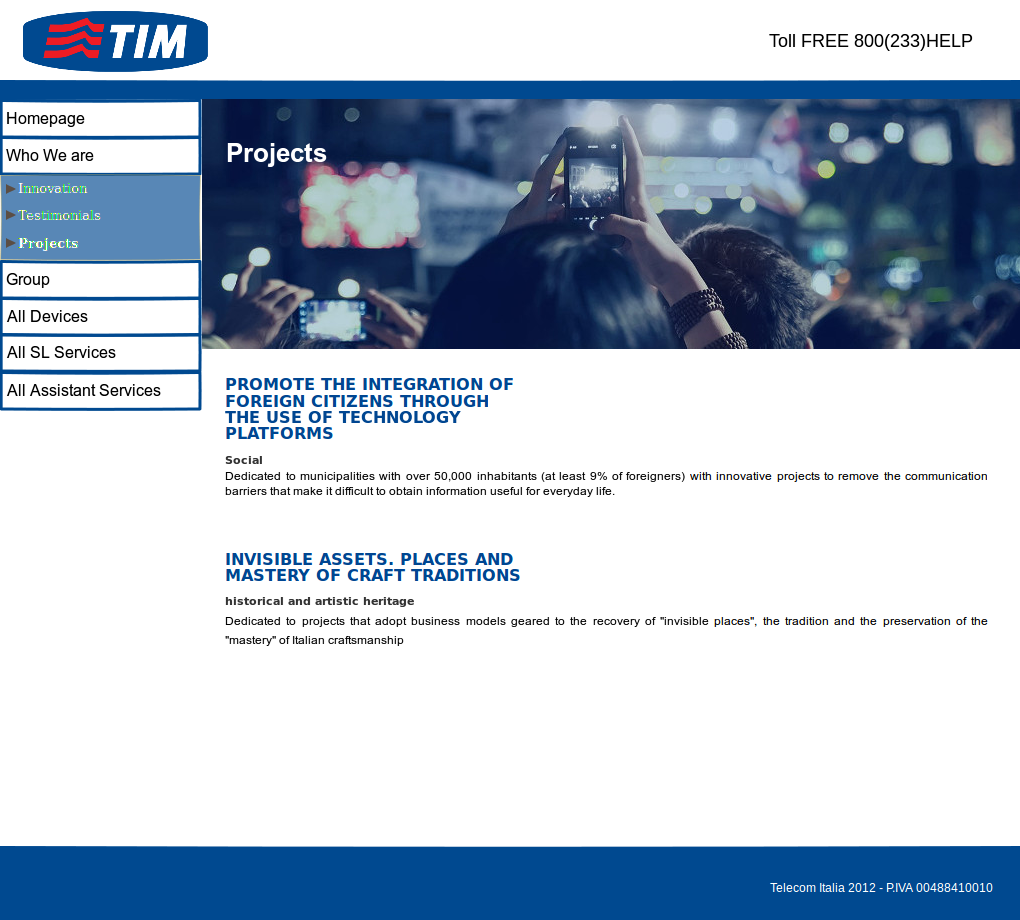 TIM
Toll FREE 800(233)HELP
Homepage
Who We are
Innovation
Testimonials
Projects
Group
All Devices
All SL Services
All Assistant Services
Projects
PROMOTE THE INTEGRATION OF
FOREIGN CITIZENS THROUGH
THE USE OF TECHNOLOGY
PLATFORMS
Social
Dedicated to municipalities with over 50,000 inhabitants (at least 9% of foreigners) with innovative projects to remove the communication
barriers that make it difficult to obtain information useful for everyday life.
INVISIBLE ASSETS. PLACES AND
MASTERY OF CRAFT TRADITIONS
historical and artistic heritage
Dedicated to projects that adopt business models geared to the recovery of "invisible places", the tradition and the preservation of the
"mastery" of Italian craftsmanship
Telecom Italia 2012 - P.IVA 00488410010